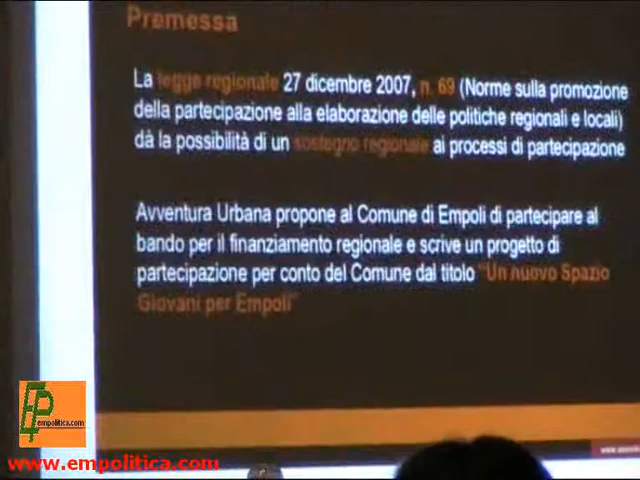 Premessa
La legge regionale 27 dicembre 2007, n. 69 (Norme sulla promozione
della partecipazione alla elaborazione delle politiche regionali e locali)
dà la possibilità di un sostegno regionale ai processi di partecipazione
Avventura Urbana propone al Comune di Empoli di partecipare al
bando per il finanziamento regionale e scrive un progetto di
partecipazione per conto del Comune dal titolo "Un nuovo Spazio
Giovani per Empoli"
EP
empolitica.com
www.empolitica.com